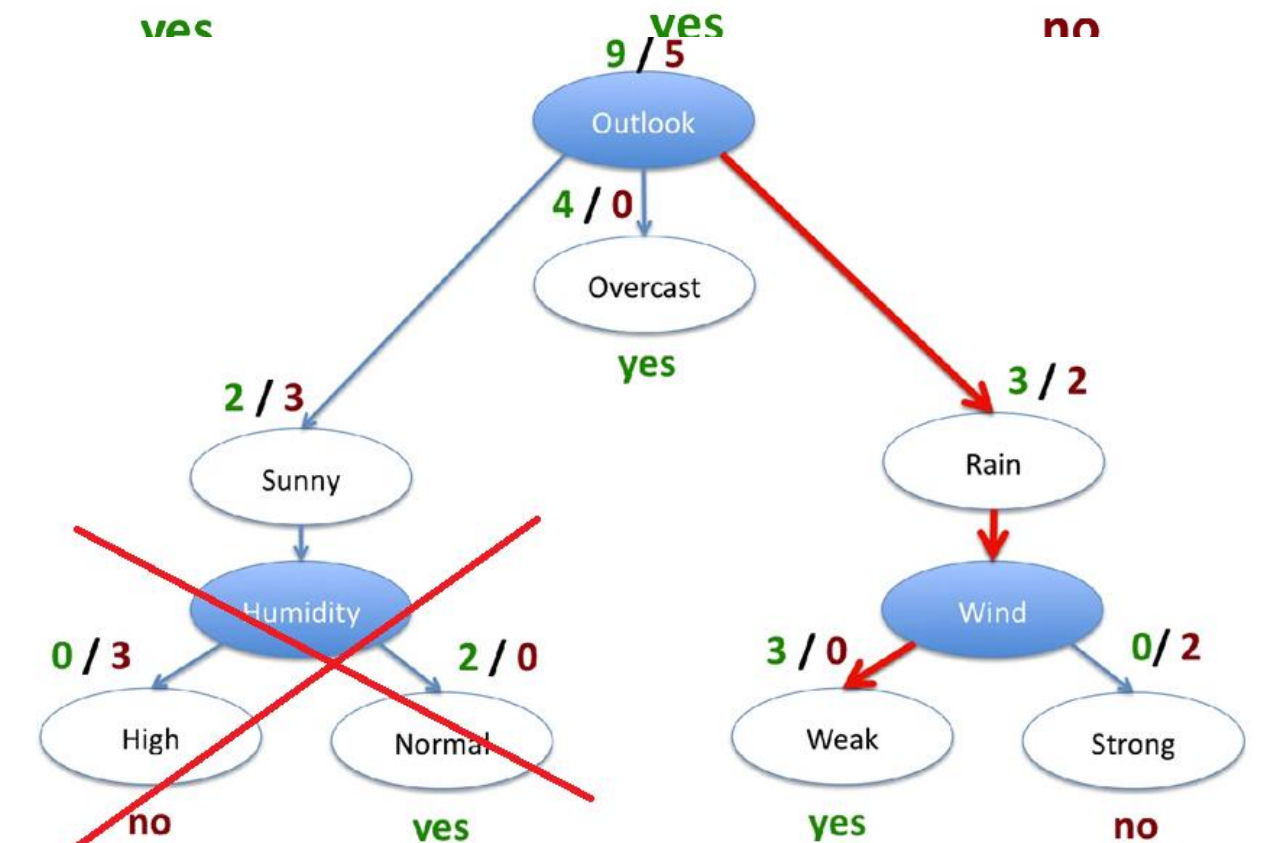 yes yes no
9 / 5
Outlook
4 / 0
Overcast
yes
2 / 3
3 / 2
Sunny
Rain
Humidity
Wind
0 / 3
2 / 0
3 / 0
0/ 2
High
Normal
Weak
Strong
no
yes
yes
no